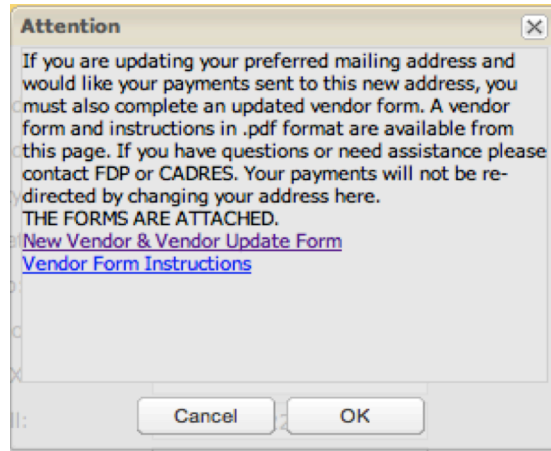 Attention
If you are updating your preferred mailing address and
would like your payments sent to this new address, you
must also complete an updated vendor form. A vendor
form and instructions in .pdf format are available from
this page. If you have questions or need assistance please
contact FDP or CADRES. Your payments will not be re-
directed by changing your address here.
THE FORMS ARE ATTACHED.
New Vendor & Vendor Update Form
Vendor Form Instructions
Cancel
OK